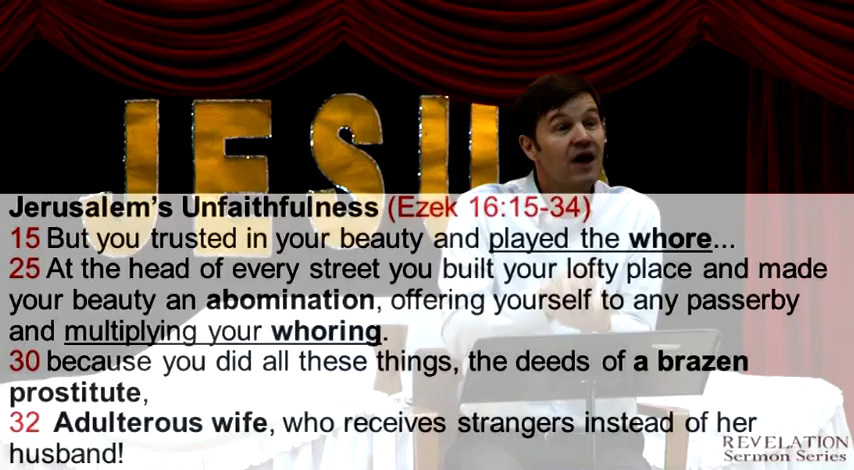 JESU
Jerusalem's Unfaithfulness (Ezek 16:15-34)
15 But you trusted in your beauty and played the whore...
25 At the head of every street you built your lofty place and made
your beauty an abomination, offering yourself to any passerby
and multiplying your whoring.
30 because you did all these things, the deeds of a brazen
prostitute,
32 Adulterous wife, who receives strangers instead of her
husband!
REVELATION
Sermon Series